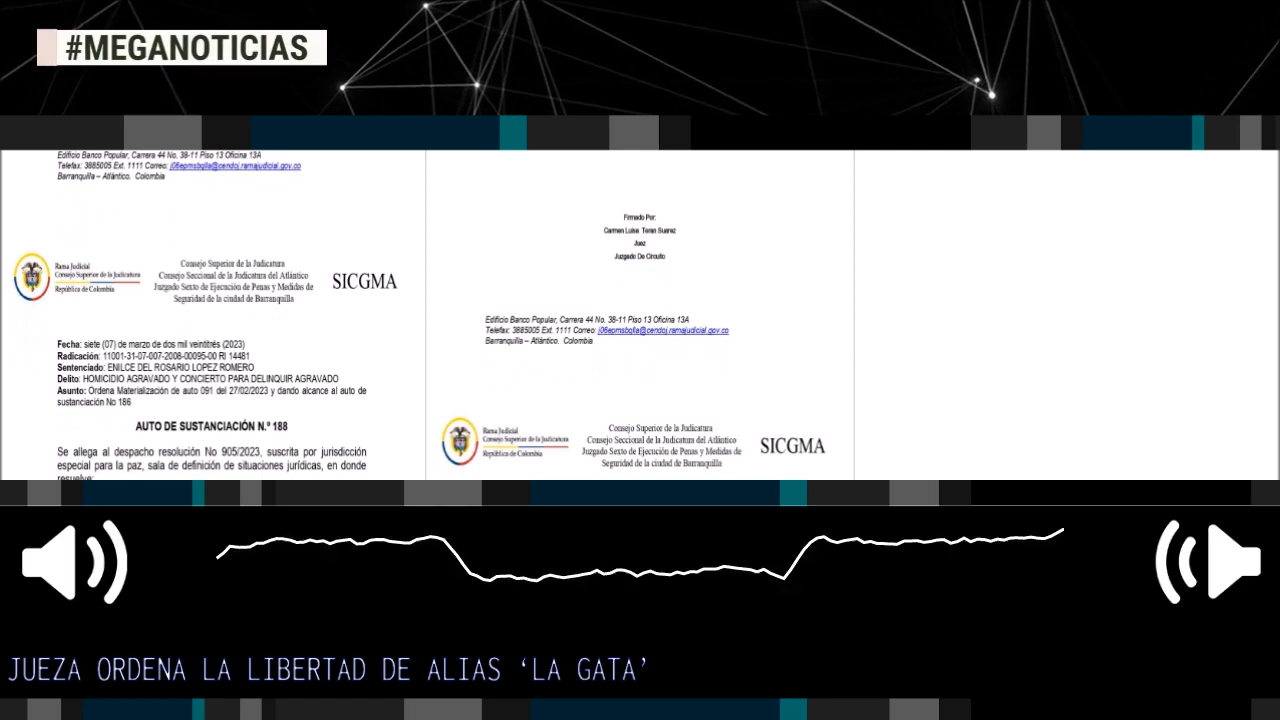 #MEGANOTICIAS
Edificio Banco Popular, Carrera 44 No. 38-11 Piso 13 Oficina 13A
Telefax: 3885005 Ext. 1111 Correo: j06epmsbqlla@cendoj.ramajudicial.gov.co
Barranquilla – Atlántico. Colombia
Rama Judicial
Consejo Superior de la Judicatura
República de Colombia
Consejo Superior de la Judicatura
Consejo Seccional de la Judicatura del Atlántico
Juzgado Sexto de Ejecución de Penas y Medidas de
Seguridad de la ciudad de Barranquilla
SICGMA
Fecha: siete (07) de marzo de dos mil veintitrés (2023)
Radicación: 11001-31-07-007-2008-00095-00 RI 14481
Sentenciado: ENILCE DEL ROSARIO LOPEZ ROMERO
Delito: HOMICIDIO AGRAVADO Y CONCIERTO PARA DELINQUIR AGRAVADO
Asunto: Ordena Materialización de auto 091 del 27/02/2023 y dando alcance al auto de
sustanciación No 186
AUTO DE SUSTANCIACIÓN N.º 188
Se allega al despacho resolución No 905/2023, suscrita por jurisdicción
especial para la paz, sala de definición de situaciones jurídicas, en donde
resuelve:
Firmado Por:
Carmen Luisa Teran Suarez
Juez
Juzgado De Circuito
Edificio Banco Popular, Carrera 44 No. 38-11 Piso 13 Oficina 13A
Telefax: 3885005 Ext. 1111 Correo: j06epmsbqlla@cendoj.ramajudicial.gov.co
Barranquilla – Atlántico. Colombia
Rama Judicial
Consejo Superior de la Judicatura
República de Colombia
Consejo Superior de la Judicatura
Consejo Seccional de la Judicatura del Atlántico
Juzgado Sexto de Ejecución de Penas y Medidas de
Seguridad de la ciudad de Barranquilla
SICGMA
JUEZA ORDENA LA LIBERTAD DE ALIAS ‘LA GATA’